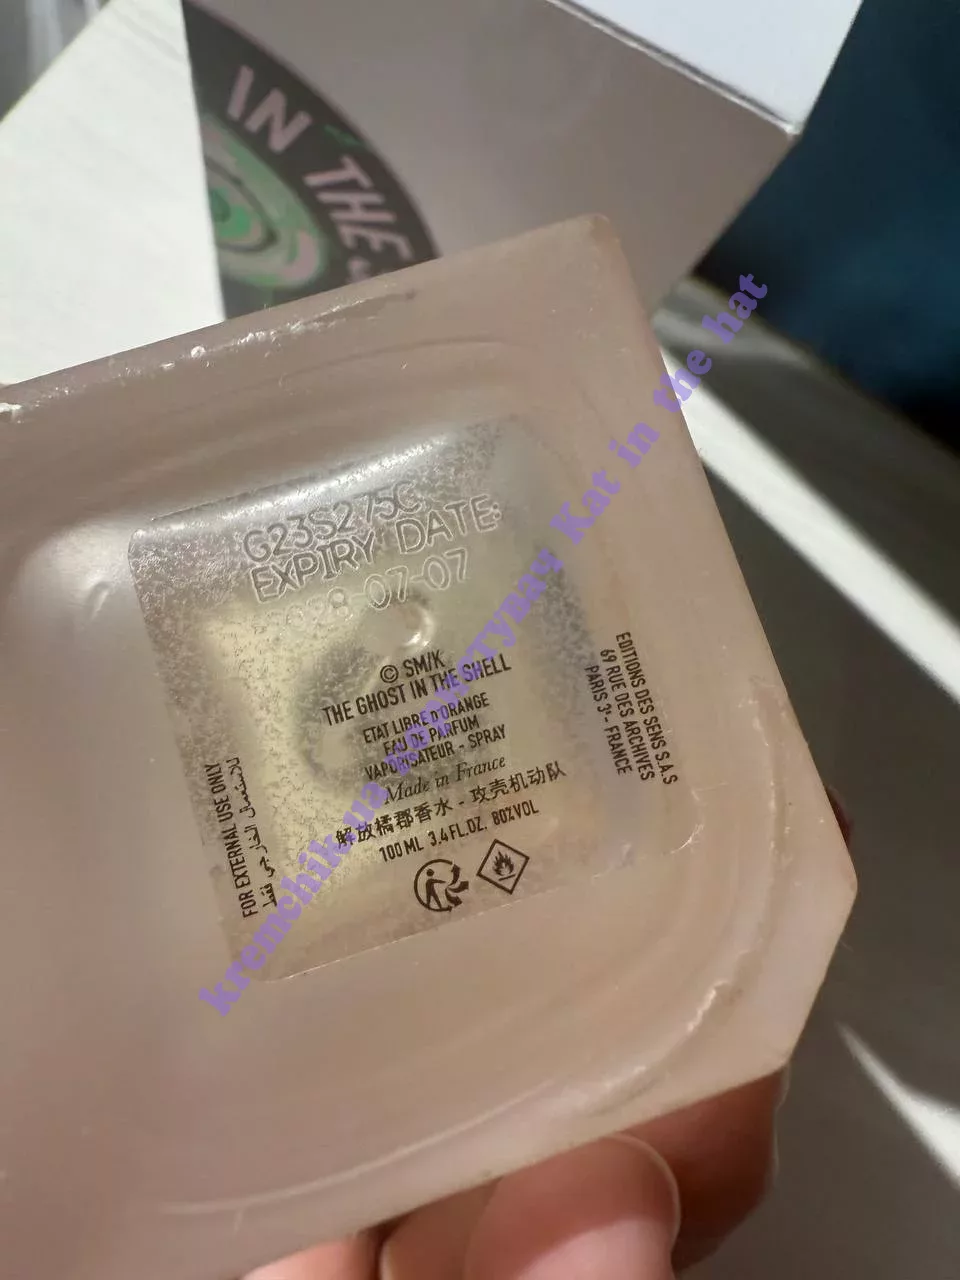 IN THE
G23S275C
EXPIRY DATE:
2028-07-07
© SM/K
THE GHOST IN THE SHELL
ETAT LIBRE D'ORANGE
EAU DE PARFUM
VAPORISATEUR - SPRAY
Made in France
解放橘郡香水 - 攻壳机动队
100 ML 3.4 FL.OZ. 80%VOL
EDITIONS DES SENS S.A.S
69 RUE DES ARCHIVES
PARIS 3e - FRANCE
FOR EXTERNAL USE ONLY
للاستعمال الخارجي فقط
kremchik.ua Kat in the hat